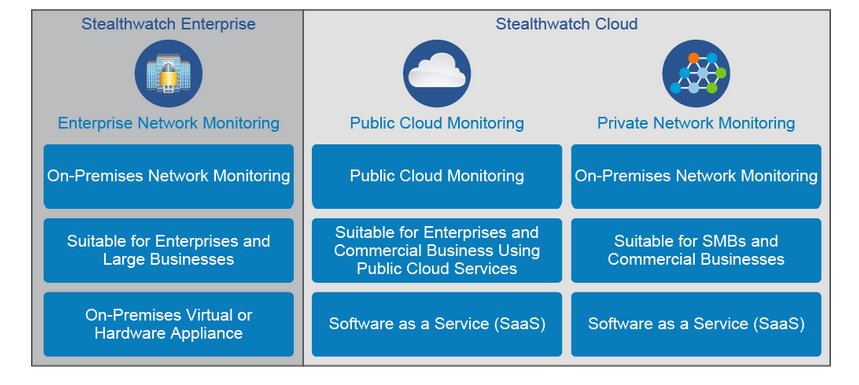 Stealthwatch Enterprise
Stealthwatch Cloud
Enterprise Network Monitoring
Public Cloud Monitoring
Private Network Monitoring
On-Premises Network Monitoring
Public Cloud Monitoring
On-Premises Network Monitoring
Suitable for Enterprises and
Large Businesses
Suitable for Enterprises and
Commercial Business Using
Public Cloud Services
Suitable for SMBs and
Commercial Businesses
On-Premises Virtual or
Hardware Appliance
Software as a Service (SaaS)
Software as a Service (SaaS)